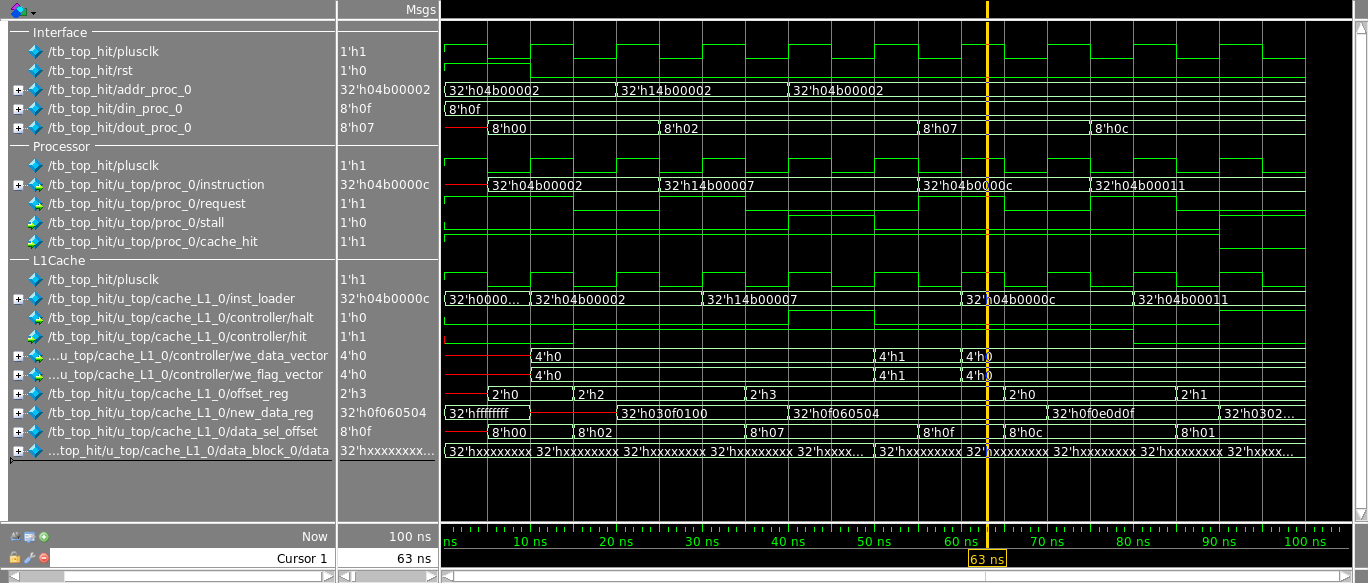 Msgs
Interface
/tb_top_hit/plusclk 1'h1
/tb_top_hit/rst 1'h0
/tb_top_hit/addr_proc_0 32'h04b00002 32'h04b00002 32'h14b00002 32'h04b00002
/tb_top_hit/din_proc_0 8'h0f 8'h0f
/tb_top_hit/dout_proc_0 8'h07 8'h00 8'h02 8'h07 8'h0c
Processor
/tb_top_hit/plusclk 1'h1
/tb_top_hit/u_top/proc_0/instruction 32'h04b0000c 32'h04b00002 32'h14b00007 32'h04b0000c 32'h04b00011
/tb_top_hit/u_top/proc_0/request 1'h1
/tb_top_hit/u_top/proc_0/stall 1'h0
/tb_top_hit/u_top/proc_0/cache_hit 1'h1
L1Cache
/tb_top_hit/plusclk 1'h1
/tb_top_hit/u_top/cache_L1_0/inst_loader 32'h04b0000c 32'h0000... 32'h04b00002 32'h14b00007 32'h04b0000c 32'h04b00011
/tb_top_hit/u_top/cache_L1_0/controller/halt 1'h0
/tb_top_hit/u_top/cache_L1_0/controller/hit 1'h1
...u_top/cache_L1_0/controller/we_data_vector 4'h0 4'h0 4'h1 4'h0
...u_top/cache_L1_0/controller/we_flag_vector 4'h0 4'h0 4'h1 4'h0
/tb_top_hit/u_top/cache_L1_0/offset_reg 2'h3 2'h0 2'h2 2'h3 2'h0 2'h1
/tb_top_hit/u_top/cache_L1_0/new_data_reg 32'h0f060504 32'hffffffff 32'h030f0100 32'h0f060504 32'h0f0e0d0f 32'h0302...
/tb_top_hit/u_top/cache_L1_0/data_sel_offset 8'h0f 8'h00 8'h02 8'h07 8'h0f 8'h0c 8'h01
...top_hit/u_top/cache_L1_0/data_block_0/data 32'hxxxxxxxx... 32'hxxxxxxxx 32'hxxxxxxxx 32'hxxxxxxxx 32'hxxxxxxxx 32'hxxxx... 32'hxxxxxxxx 32'hxxxxxxxx 32'hxxxxxxxx 32'hxxxxxxxx 32'hxxxx...
Now 100 ns ns 10 ns 20 ns 30 ns 40 ns 50 ns 60 ns 70 ns 80 ns 90 ns 100 ns
Cursor 1 63 ns 63 ns